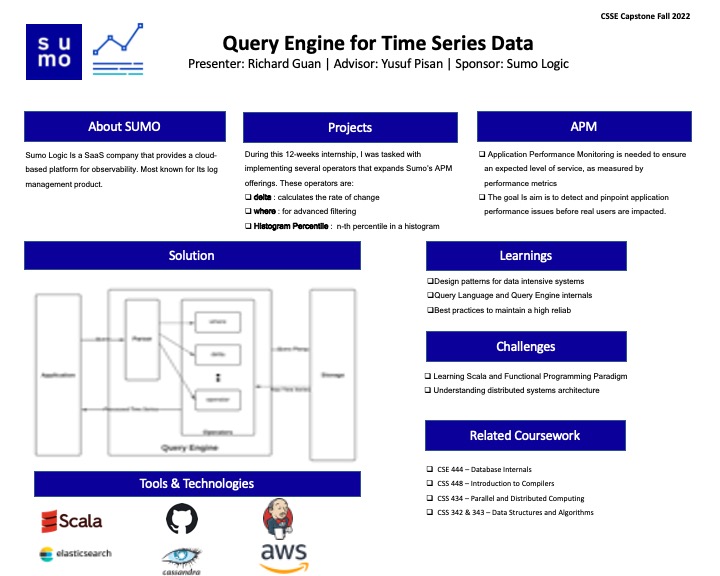 CSSE Capstone Fall 2022
su
mo
Query Engine for Time Series Data
Presenter: Richard Guan | Advisor: Yusuf Pisan | Sponsor: Sumo Logic
About SUMO
Sumo Logic Is a SaaS company that provides a cloud-
based platform for observability. Most known for Its log
management product.
Projects
During this 12-weeks internship, I was tasked with
implementing several operators that expands Sumo's APM
offerings. These operators are:
❑ delta : calculates the rate of change
❑ where : for advanced filtering
❑ Histogram Percentile : n-th percentile in a histogram
APM
❑ Application Performance Monitoring is needed to ensure
an expected level of service, as measured by
performance metrics
❑ The goal Is aim is to detect and pinpoint application
performance issues before real users are impacted.
Solution
Application
Parser
where
delta
operator
Operators
Query Engine
Storage
Learnings
❑Design patterns for data intensive systems
❑Query Language and Query Engine internals
❑Best practices to maintain a high reliab
Challenges
❑ Learning Scala and Functional Programming Paradigm
❑ Understanding distributed systems architecture
Related Coursework
❑ CSE 444 – Database Internals
❑ CSS 448 – Introduction to Compilers
❑ CSS 434 – Parallel and Distributed Computing
❑ CSS 342 & 343 – Data Structures and Algorithms
Tools & Technologies
Scala
elasticsearch
cassandra
aws